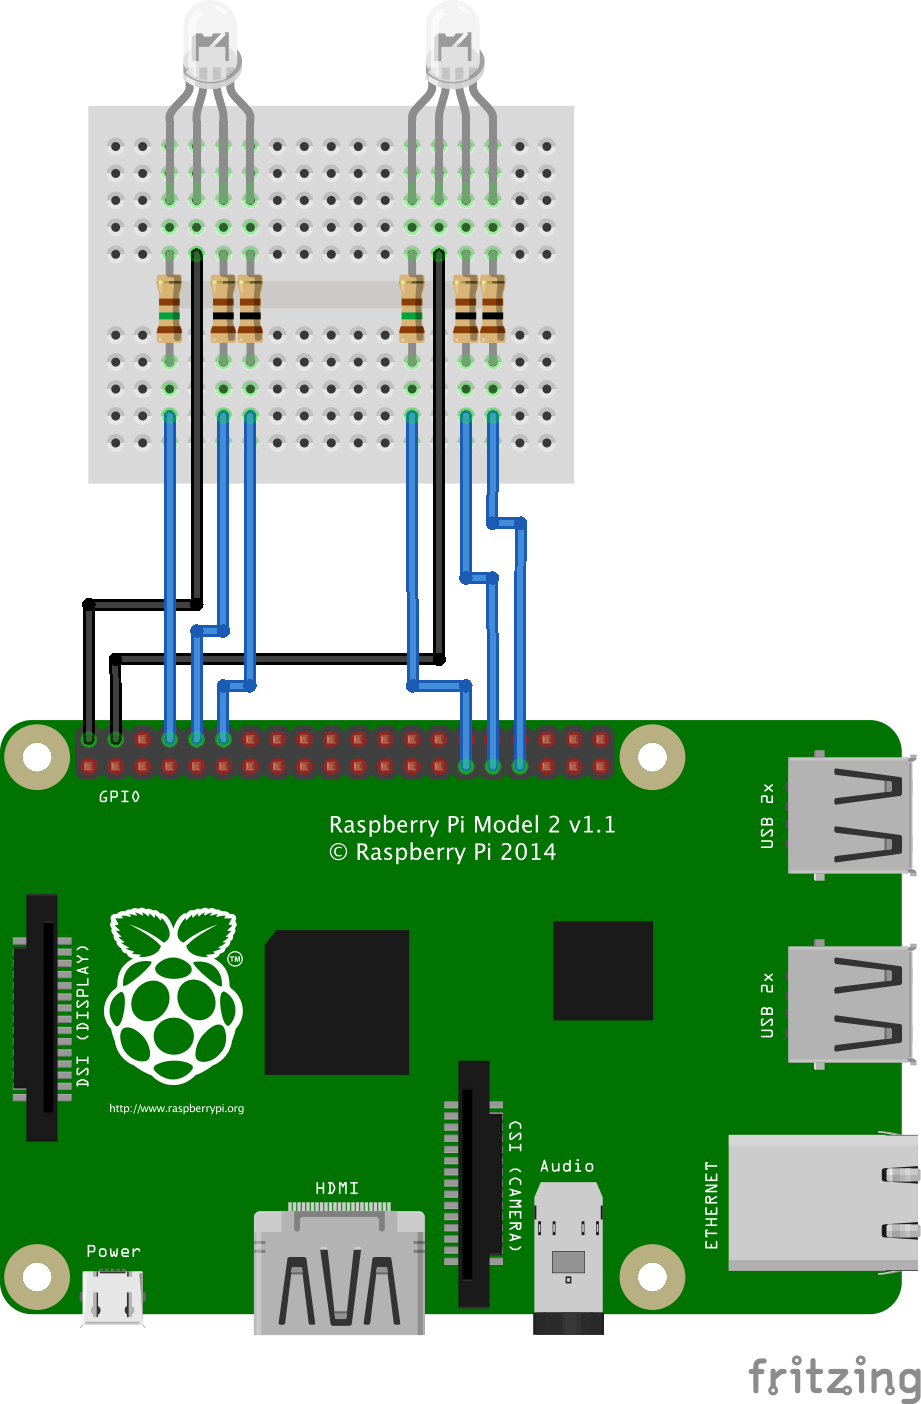 GPIO
Raspberry Pi Model 2 v1.1
© Raspberry Pi 2014
USB 2x
TM
DSI (DISPLAY)
USB 2x
http://www.raspberrypi.org
CSI (CAMERA)
Audio
ETHERNET
HDMI
Power
fritzing